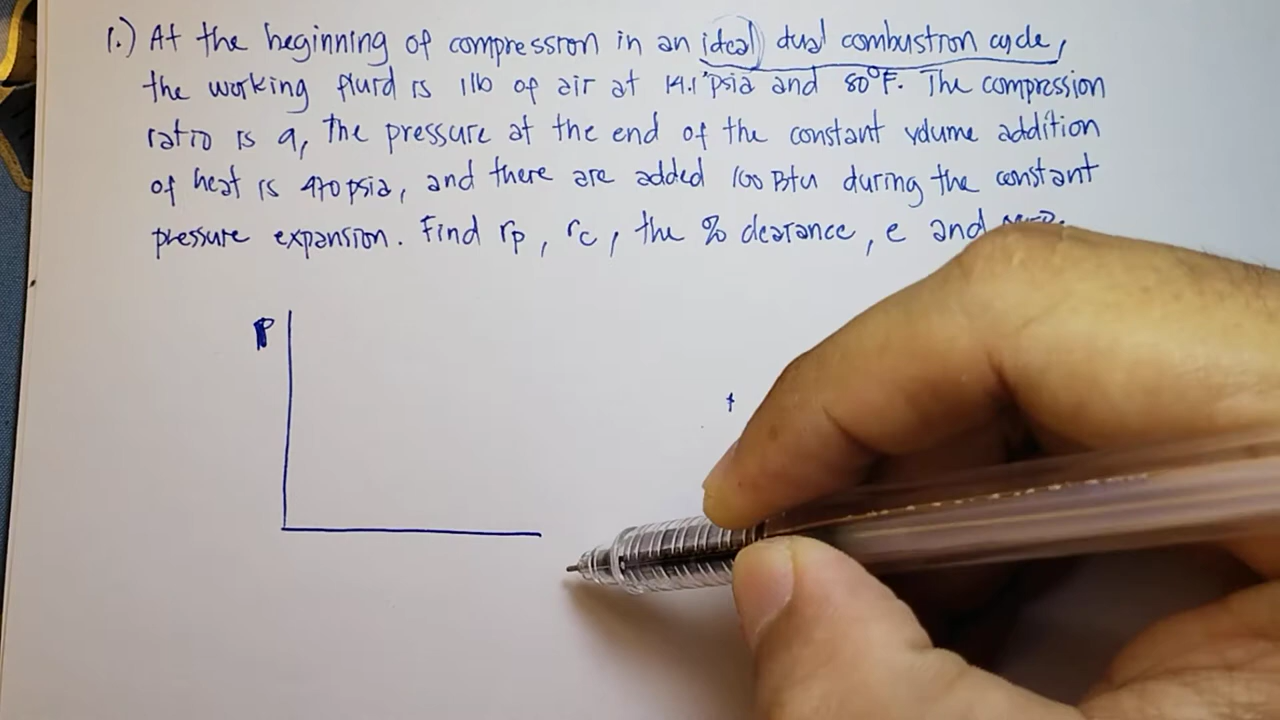 1.) At the beginning of compression in an ideal dual combustion cycle,
the working fluid is 1 lb of air at 14.1 psia and 80°F. The compression
ratio is 9, the pressure at the end of the constant volume addition
of heat is 470 psia, and there are added 100 Btu during the constant
pressure expansion. Find rp, rc, the % clearance, e and
P